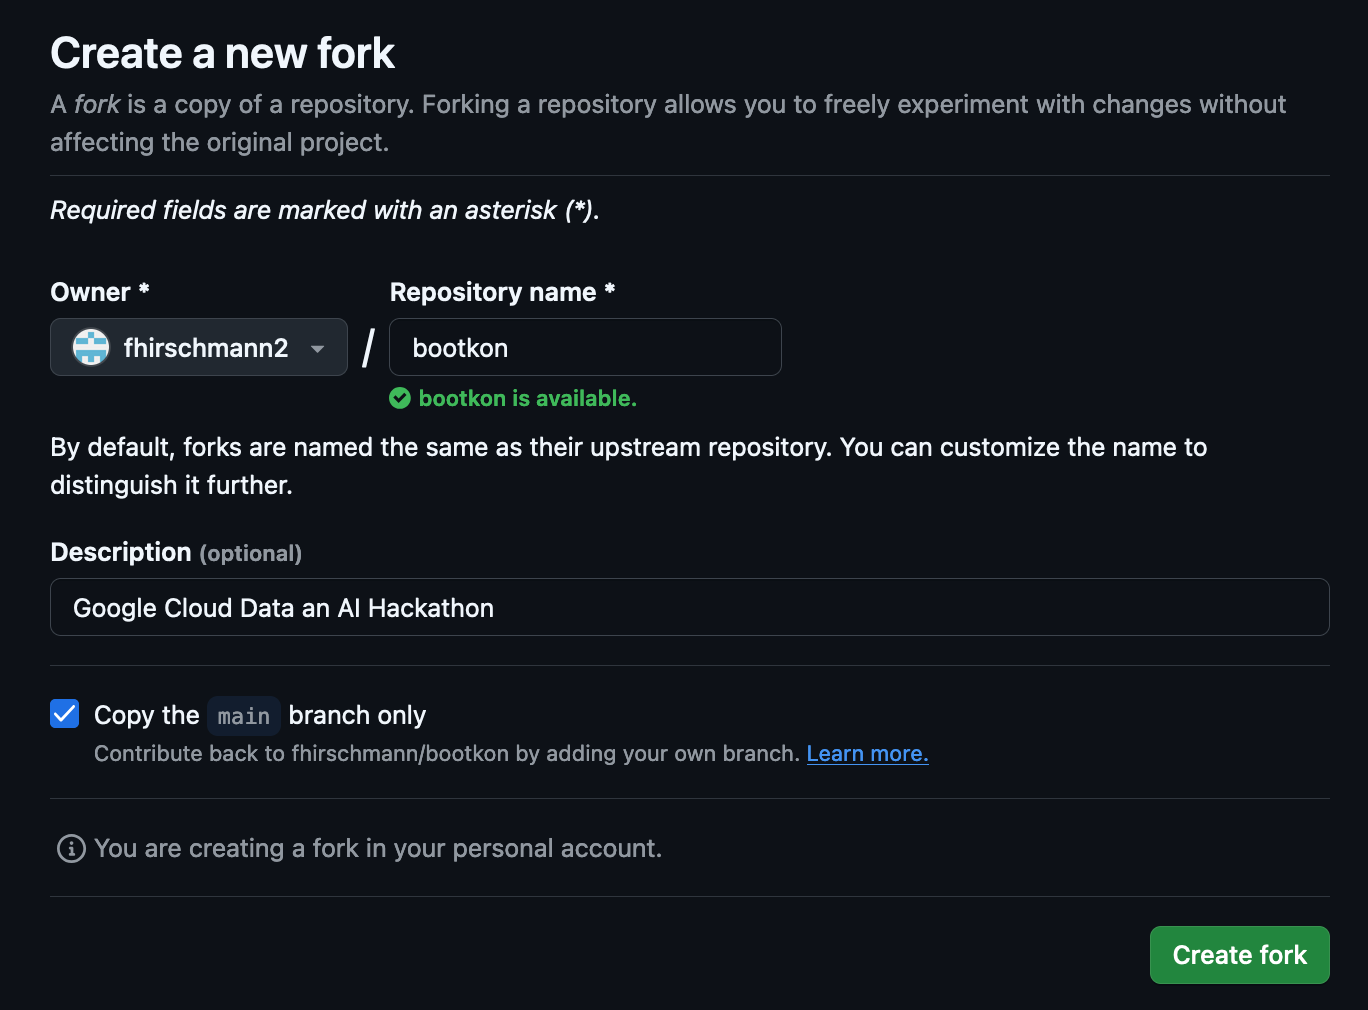 Create a new fork
A fork is a copy of a repository. Forking a repository allows you to freely experiment with changes without
affecting the original project.
Required fields are marked with an asterisk (*).
Owner *
Repository name *
fhirschmann2
/
bootkon
bootkon is available.
By default, forks are named the same as their upstream repository. You can customize the name to
distinguish it further.
Description (optional)
Google Cloud Data an AI Hackathon
Copy the main branch only
Contribute back to fhirschmann/bootkon by adding your own branch. Learn more.
You are creating a fork in your personal account.
Create fork